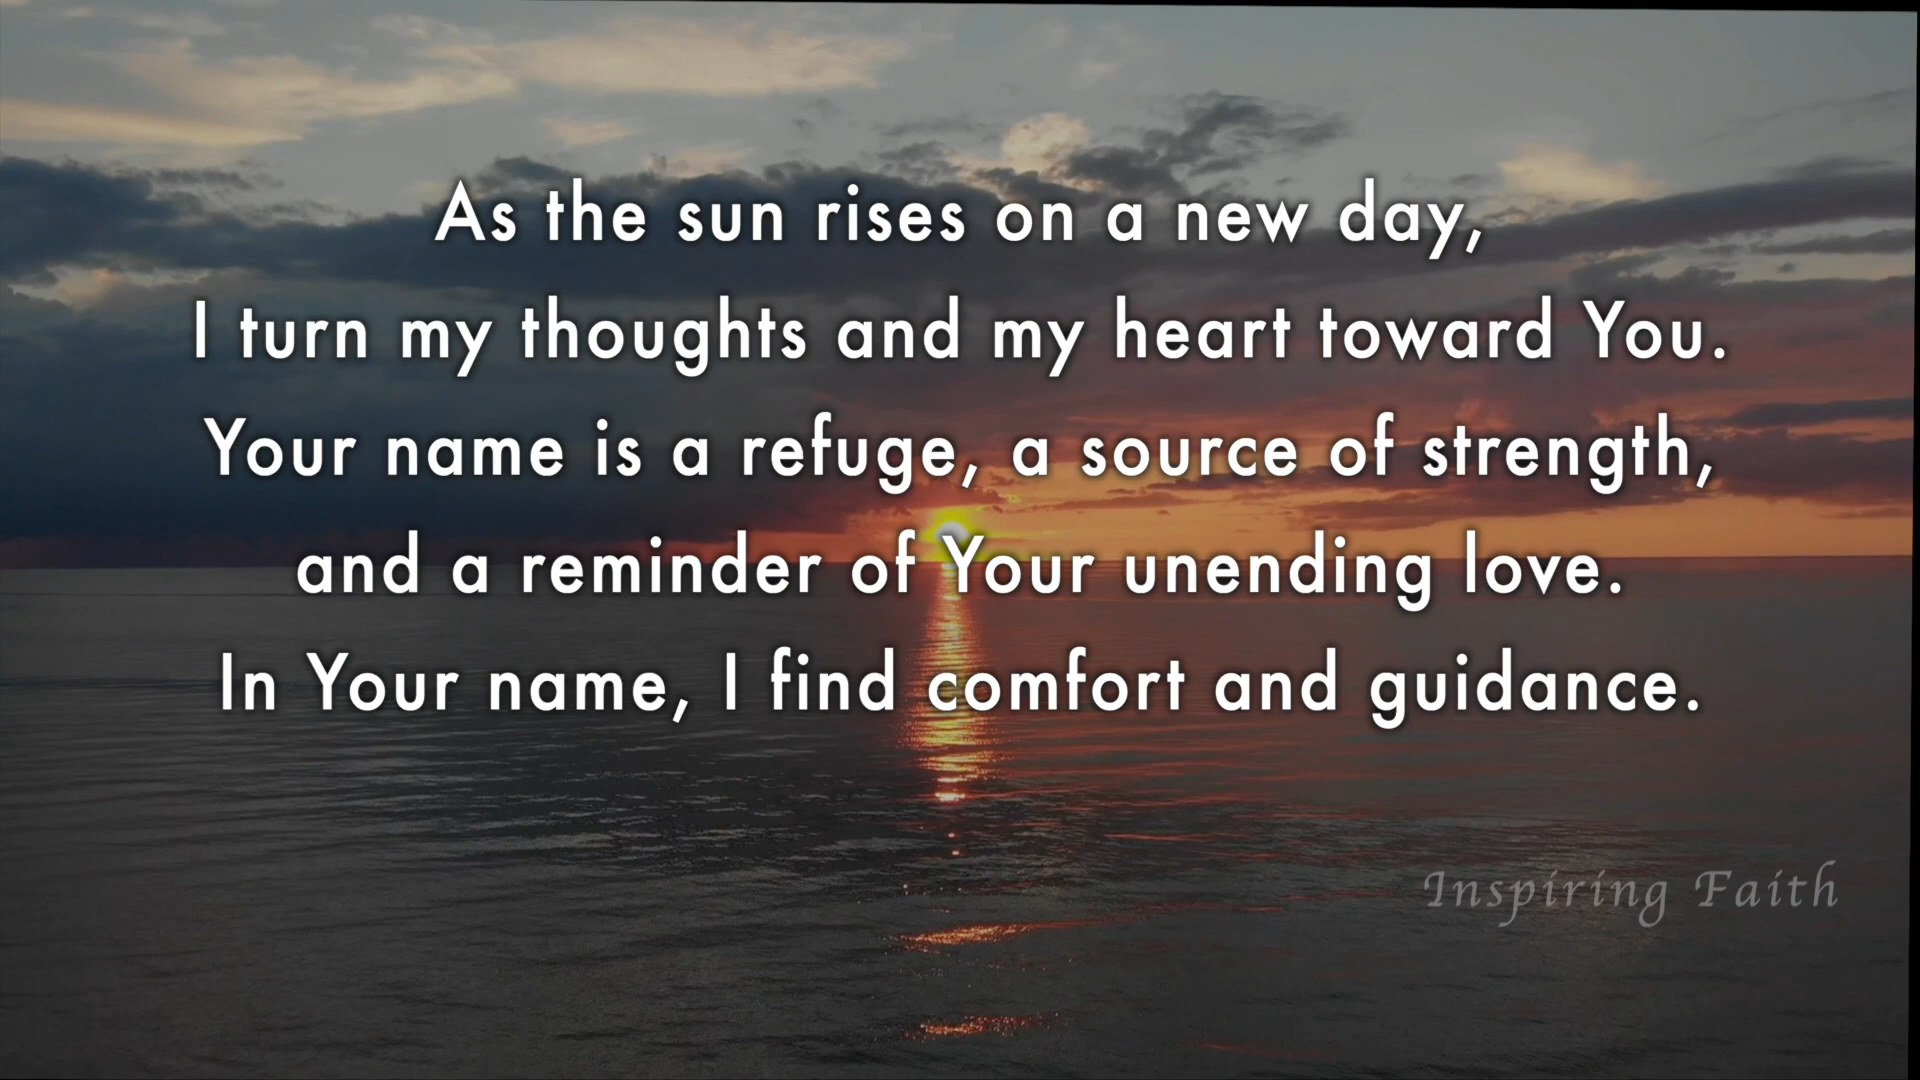 As the sun rises on a new day,
I turn my thoughts and my heart toward You.
Your name is a refuge, a source of strength,
and a reminder of Your unending love.
In Your name, I find comfort and guidance.
Inspiring Faith